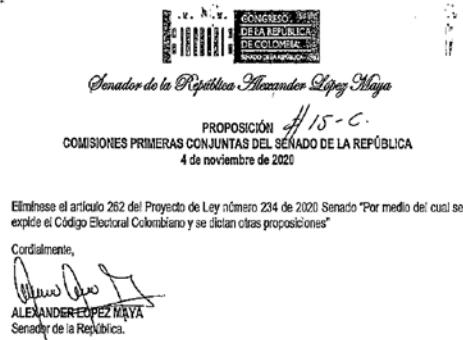 CONGRESO
DE LA REPÚBLICA
DE COLOMBIA
Senador de la República Alexander López Maya
PROPOSICIÓN # 15-C.
COMISIONES PRIMERAS CONJUNTAS DEL SEÑADO DE LA REPÚBLICA
4 de noviembre de 2020
Elimínese el artículo 262 del Proyecto de Ley número 234 de 2020 Senado "Por medio del cual se
expide el Código Electoral Colombiano y se dictan otras proposiciones"
Cordialmente,
ALEXANDER LÓPEZ MAYA
Senador de la República.